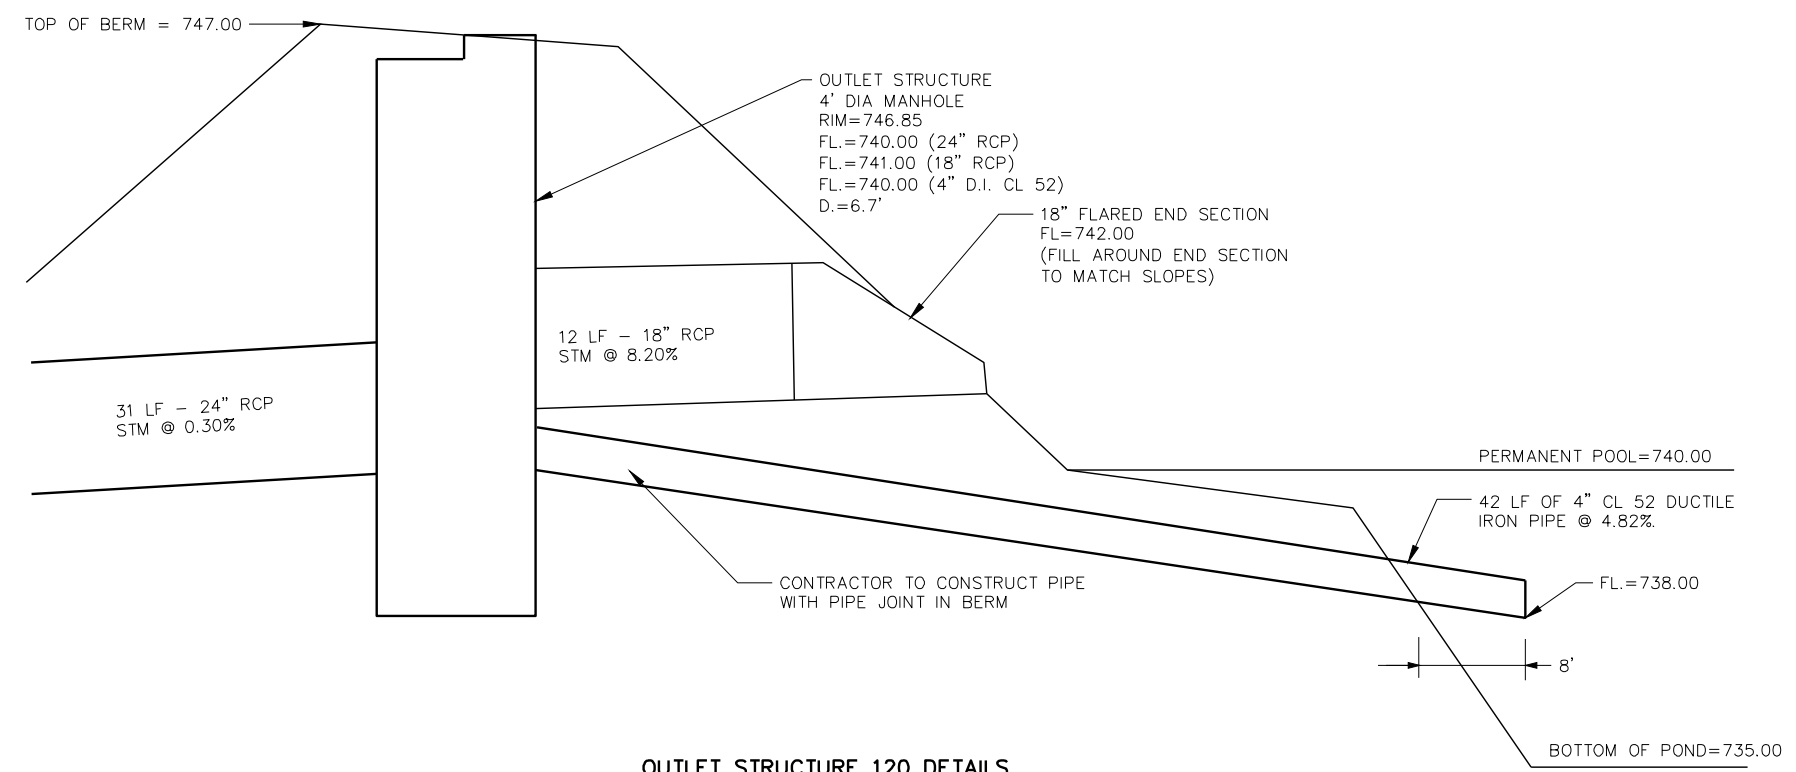 TOP OF BERM = 747.00
OUTLET STRUCTURE
4' DIA MANHOLE
RIM=746.85
FL.=740.00 (24" RCP)
FL.=741.00 (18" RCP)
FL.=740.00 (4" D.I. CL 52)
D.=6.7'
18" FLARED END SECTION
FL=742.00
(FILL AROUND END SECTION
TO MATCH SLOPES)
12 LF - 18" RCP
STM @ 8.20%
31 LF - 24" RCP
STM @ 0.30%
PERMANENT POOL=740.00
42 LF OF 4" CL 52 DUCTILE
IRON PIPE @ 4.82%.
CONTRACTOR TO CONSTRUCT PIPE
WITH PIPE JOINT IN BERM
FL.=738.00
8'
BOTTOM OF POND=735.00
OUTLET STRUCTURE 120 DETAILS